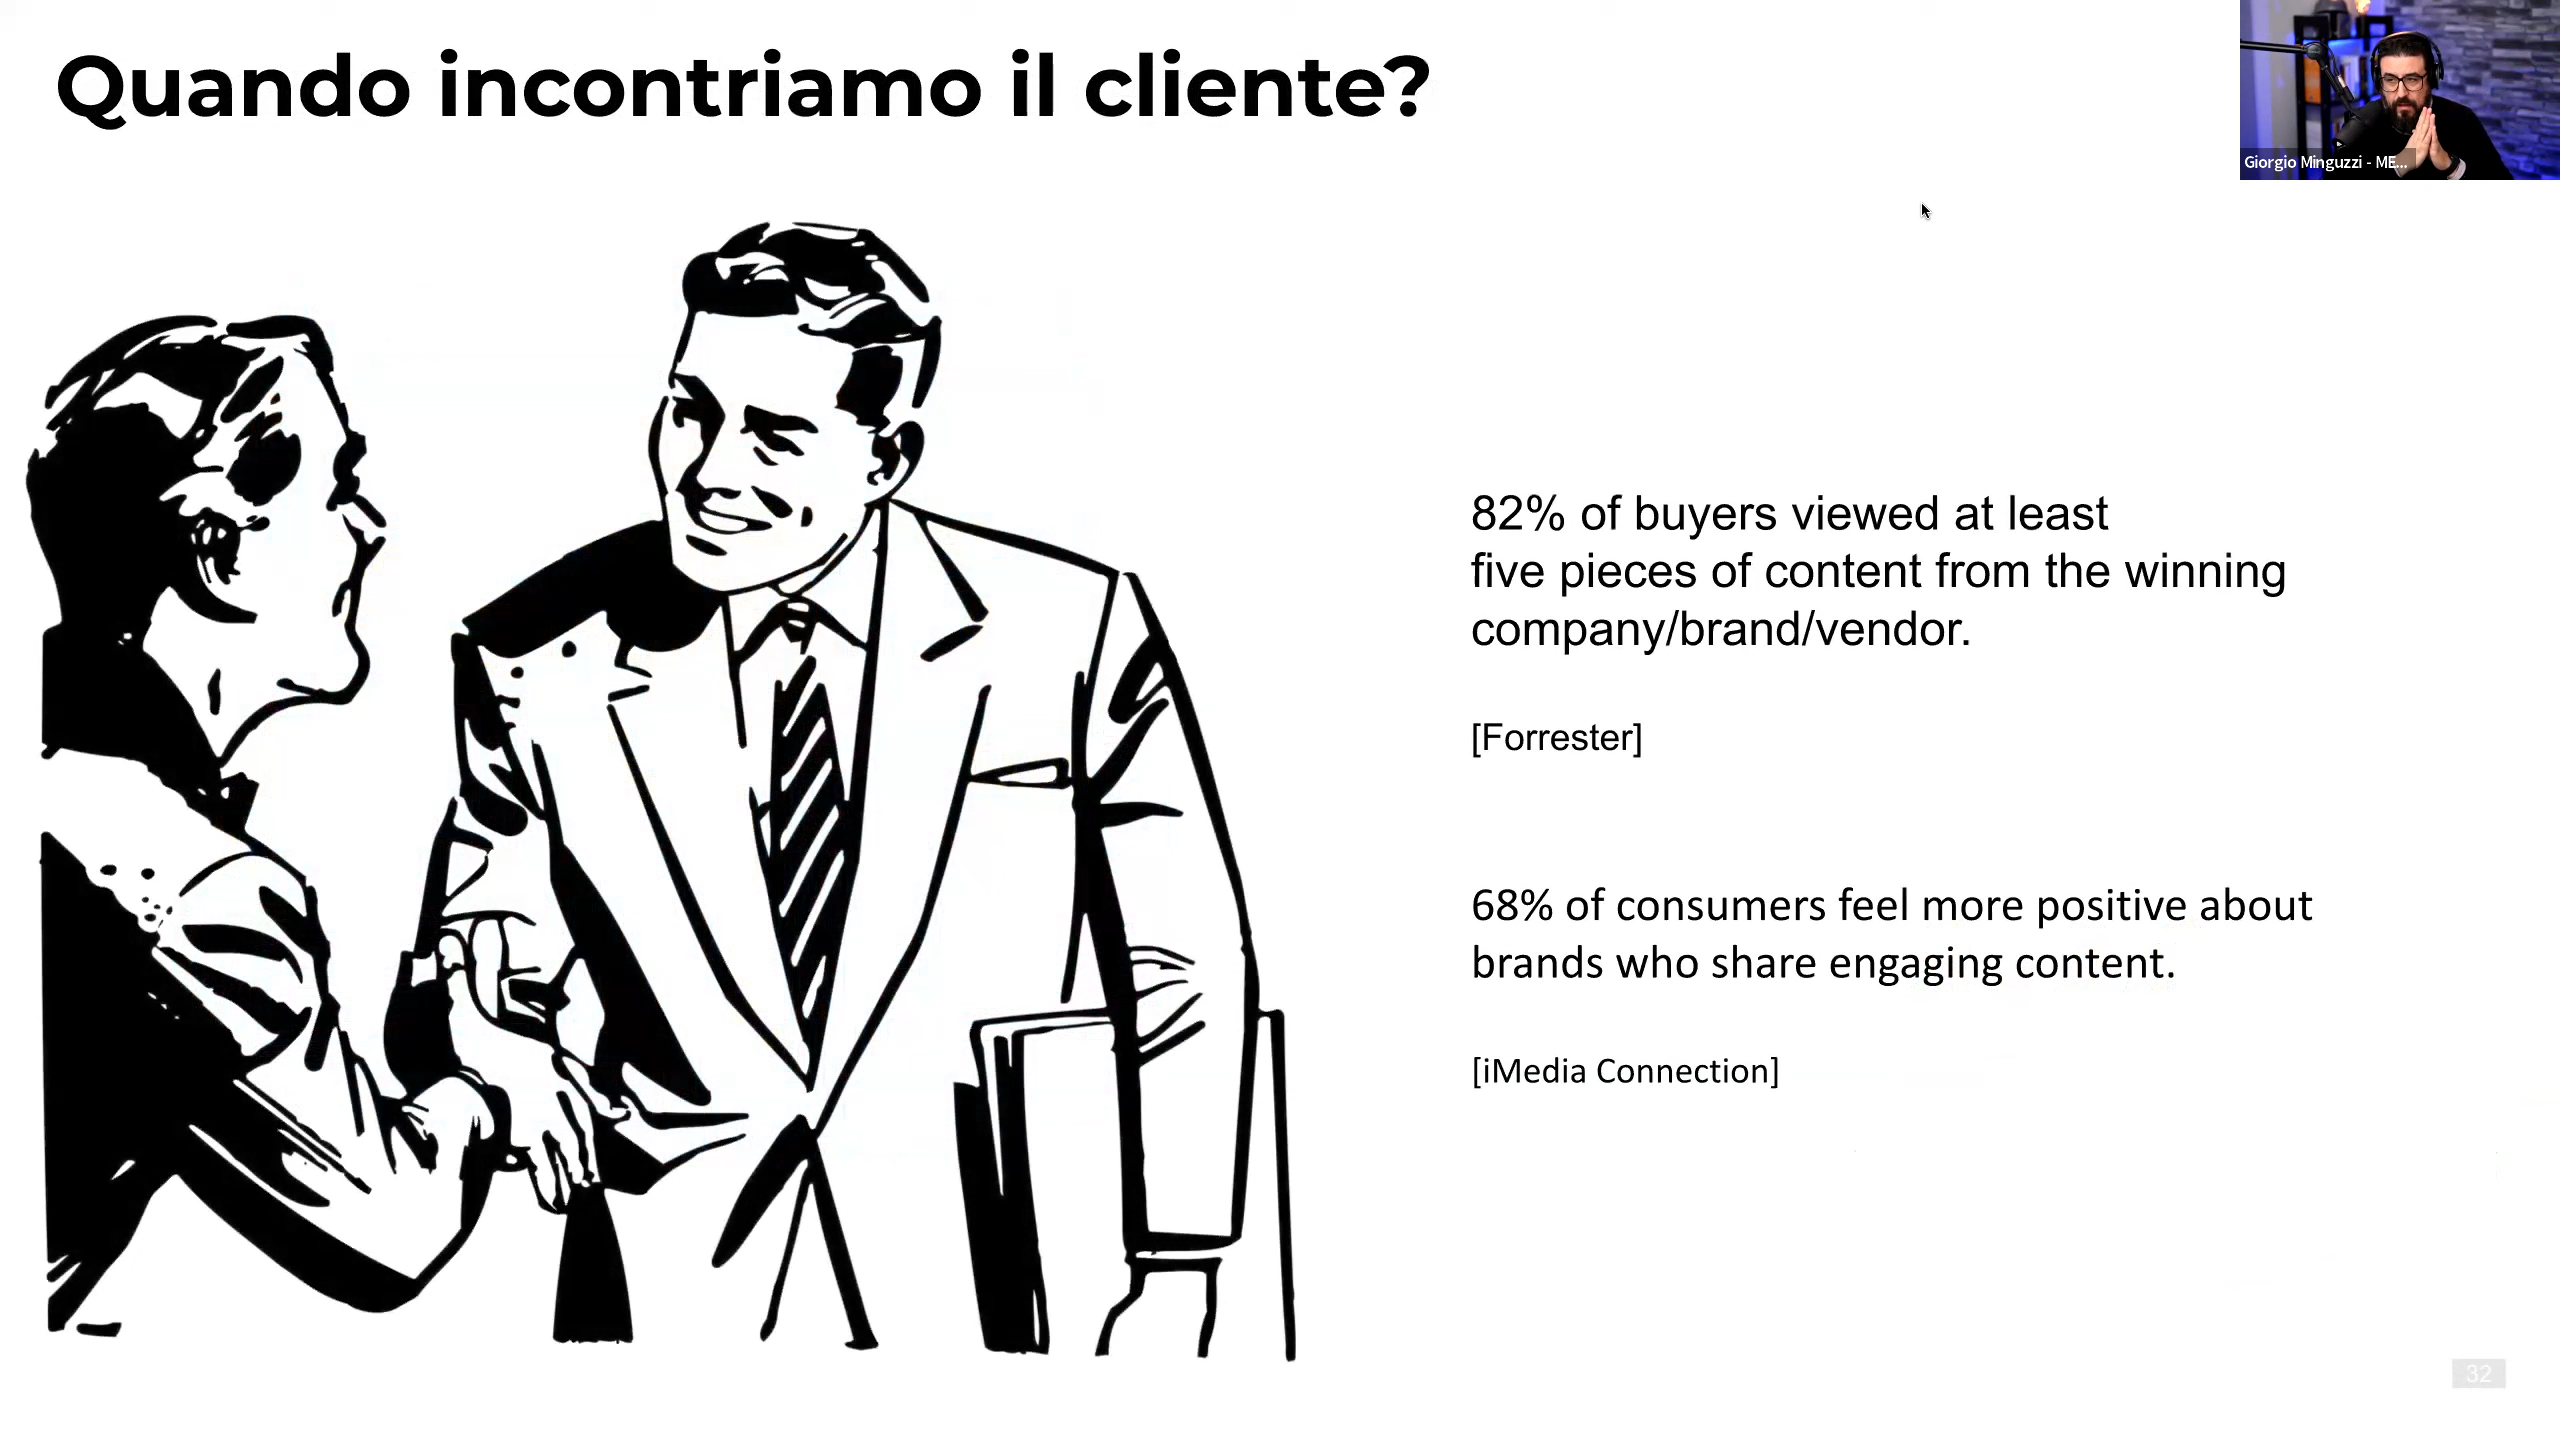 Quando incontriamo il cliente?
Giorgio Minguzzi - ME...
82% of buyers viewed at least
five pieces of content from the winning
company/brand/vendor.
[Forrester]
68% of consumers feel more positive about
brands who share engaging content.
[iMedia Connection]
32